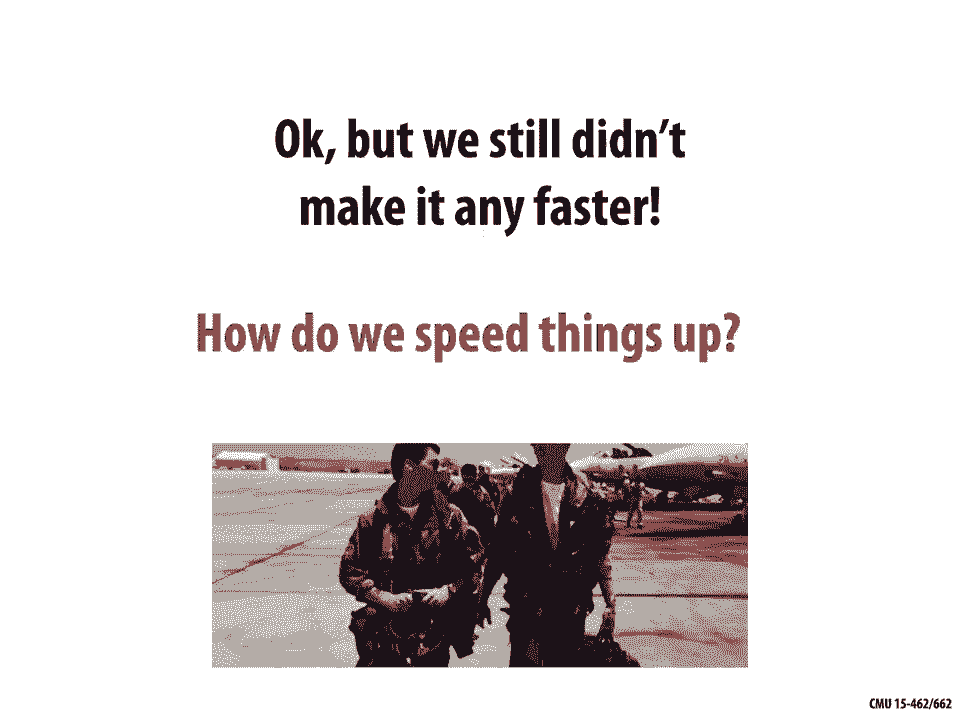 Ok, but we still didn’t
make it any faster!
How do we speed things up?
CMU 15-462/662